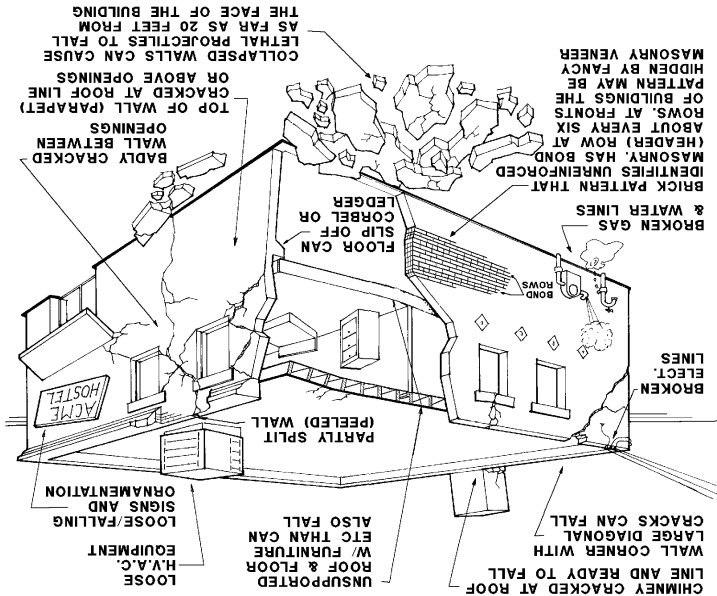 CHIMNEY CRACKED AT ROOF
LINE AND READY TO FALL
WALL CORNER WITH
LARGE DIAGONAL
CRACKS CAN FALL
UNSUPPORTED
ROOF & FLOOR
W/ FURNITURE
ETC THAN CAN
ALSO FALL
LOOSE
H.V.A.C.
EQUIPMENT
LOOSE/FALLING
SIGNS AND
ORNAMENTATION
PARTLY SPLIT
(PEELED) WALL
BROKEN
ELECT.
LINES
ACME
HOSTEL
BOND
ROWS
BROKEN GAS
& WATER LINES
FLOOR CAN
SLIP OFF
CORBEL OR
LEDGER
BRICK PATTERN THAT
IDENTIFIES UNREINFORCED
MASONRY. HAS BOND
(HEADER) ROW AT
ABOUT EVERY SIX
ROWS. AT FRONTS
OF BUILDINGS THE
PATTERN MAY BE
HIDDEN BY FANCY
MASONRY VENEER
BADLY CRACKED
WALL BETWEEN
OPENINGS
TOP OF WALL (PARAPET)
CRACKED AT ROOF LINE
OR ABOVE OPENINGS
COLLAPSED WALLS CAN CAUSE
LETHAL PROJECTILES TO FALL
AS FAR AS 20 FEET FROM
THE FACE OF THE BUILDING